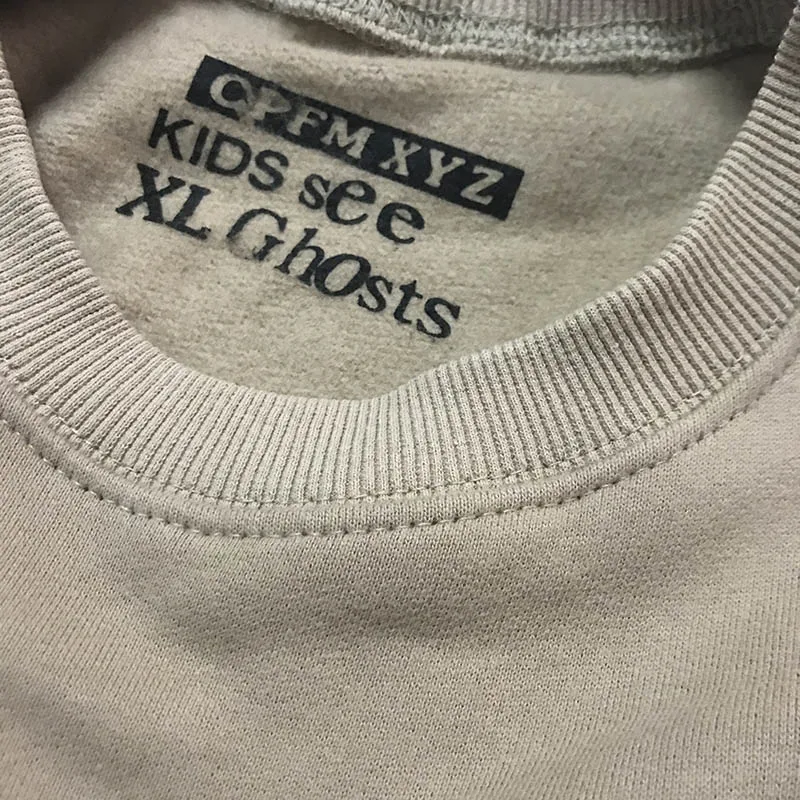 CPFM XYZ
KIDS see
XL GhOsts